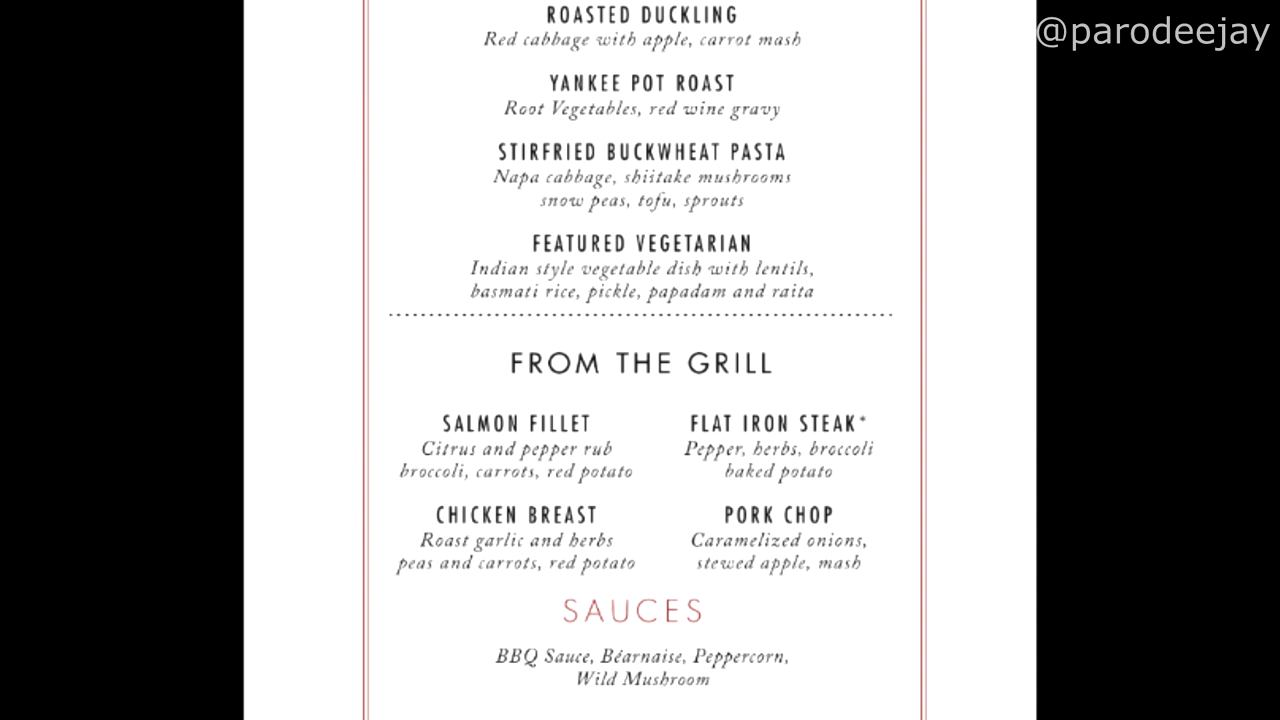 @parodeejay
ROASTED DUCKLING
Red cabbage with apple, carrot mash
YANKEE POT ROAST
Root Vegetables, red wine gravy
STIRFRIED BUCKWHEAT PASTA
Napa cabbage, shiitake mushrooms
snow peas, tofu, sprouts
FEATURED VEGETARIAN
Indian style vegetable dish with lentils,
basmati rice, pickle, papadam and raita
FROM THE GRILL
SALMON FILLET
Citrus and pepper rub
broccoli, carrots, red potato
FLAT IRON STEAK*
Pepper, herbs, broccoli
baked potato
CHICKEN BREAST
Roast garlic and herbs
peas and carrots, red potato
PORK CHOP
Caramelized onions,
stewed apple, mash
SAUCES
BBQ Sauce, Béarnaise, Peppercorn,
Wild Mushroom